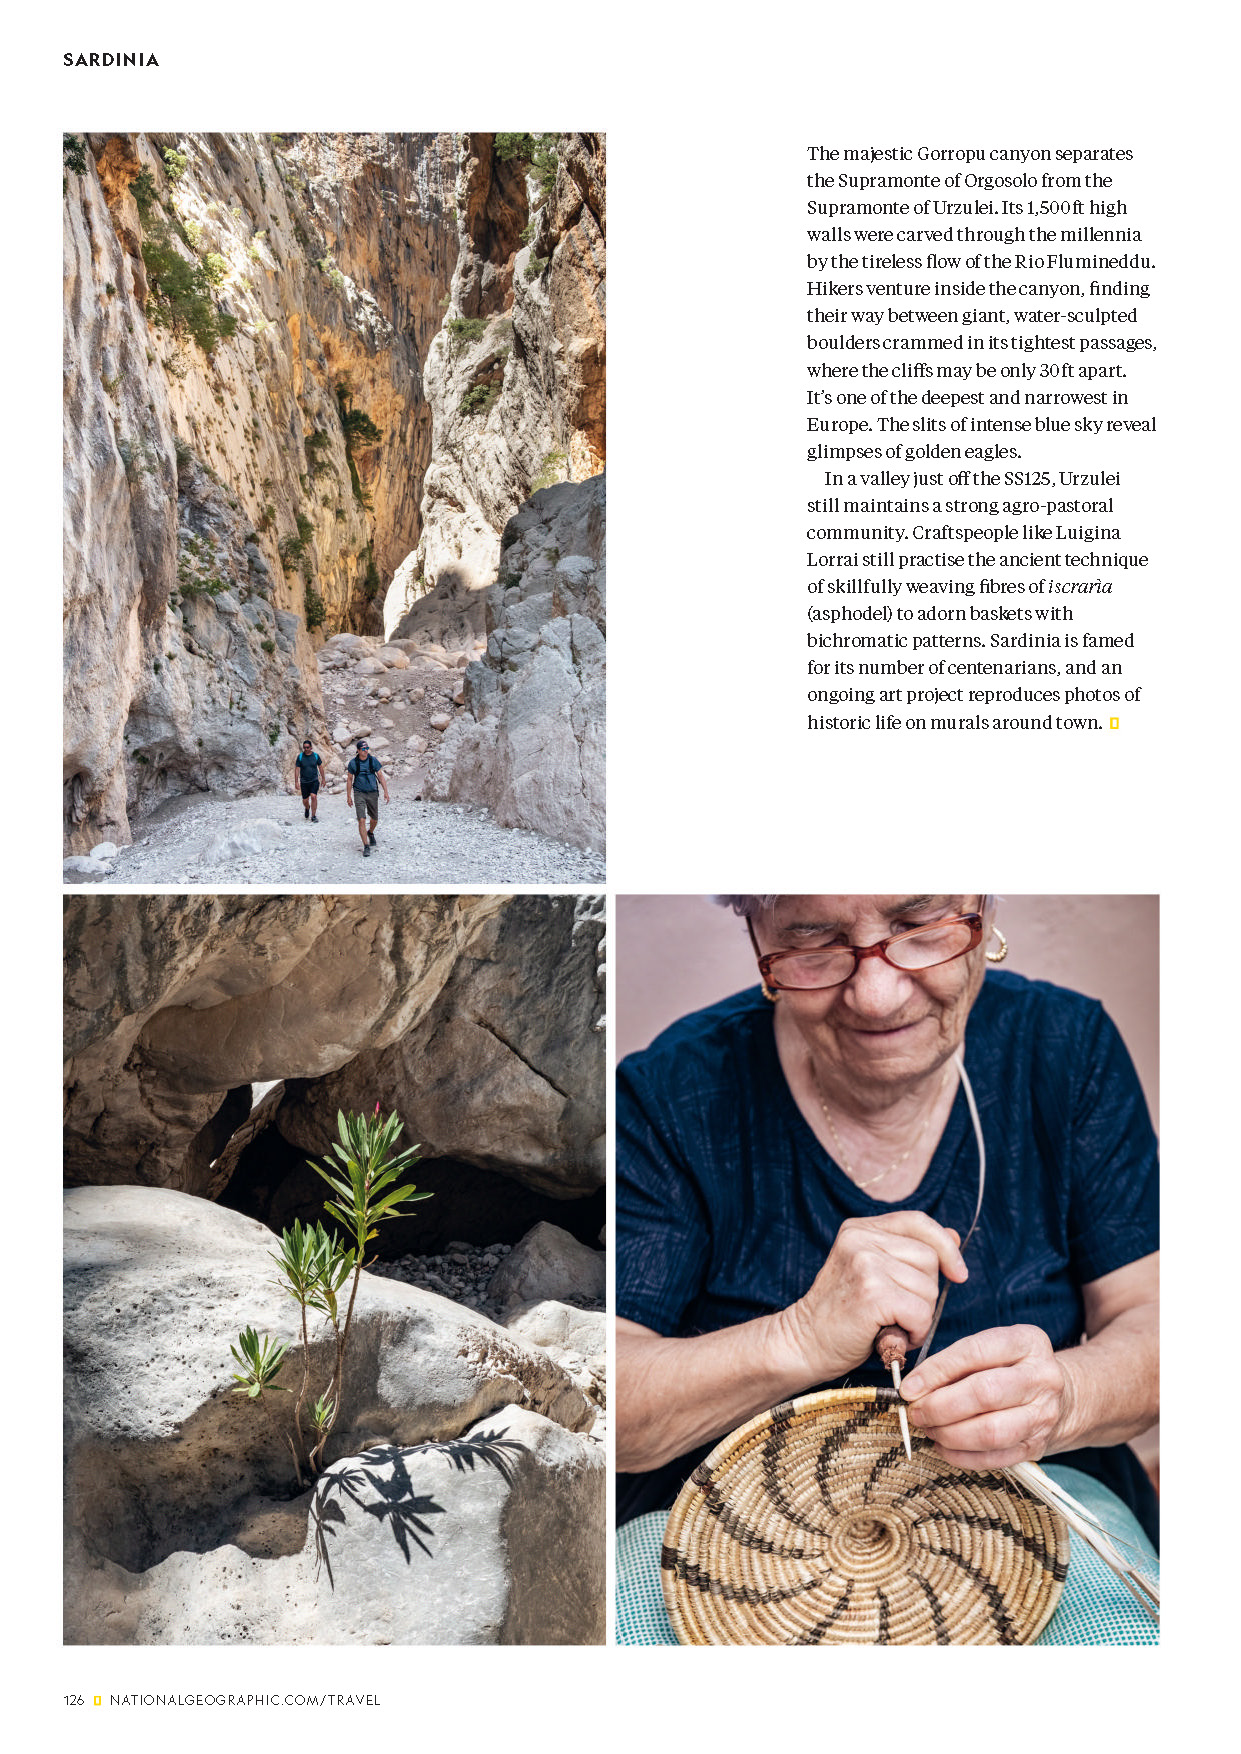 SARDINIA
The majestic Gorropu canyon separates
the Supramonte of Orgosolo from the
Supramonte of Urzulei. Its 1,500ft high
walls were carved through the millennia
by the tireless flow of the Rio Flumineddu.
Hikers venture inside the canyon, finding
their way between giant, water-sculpted
boulders crammed in its tightest passages,
where the cliffs may be only 30ft apart.
It’s one of the deepest and narrowest in
Europe. The slits of intense blue sky reveal
glimpses of golden eagles.
In a valley just off the SS125, Urzulei
still maintains a strong agro-pastoral
community. Craftspeople like Luigina
Lorrai still practise the ancient technique
of skillfully weaving fibres of iscrarìa
(asphodel) to adorn baskets with
bichromatic patterns. Sardinia is famed
for its number of centenarians, and an
ongoing art project reproduces photos of
historic life on murals around town.
126 NATIONALGEOGRAPHIC.COM/TRAVEL